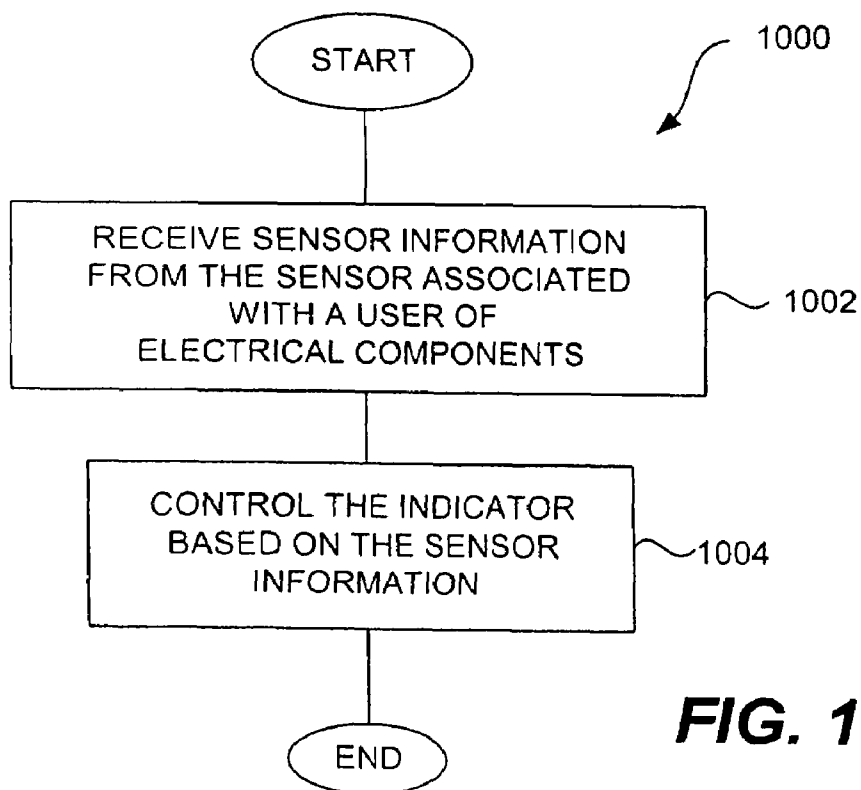 START
1000
RECEIVE SENSOR INFORMATION
FROM THE SENSOR ASSOCIATED
WITH A USER OF
ELECTRICAL COMPONENTS
1002
CONTROL THE INDICATOR
BASED ON THE SENSOR
INFORMATION
1004
END
FIG. 1